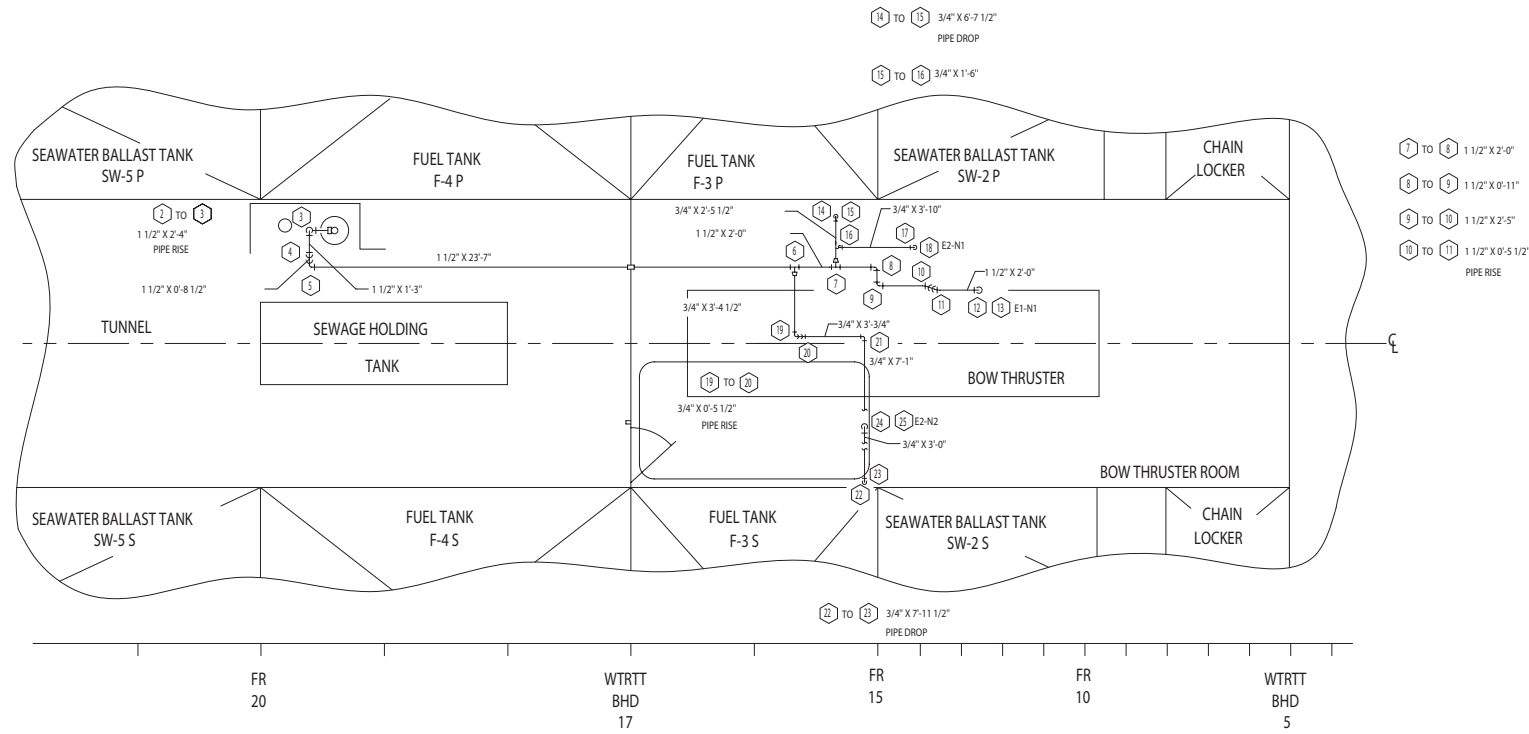 14 TO 15 3/4" X 6'-7 1/2"
PIPE DROP
15 TO 16 3/4" X 1'-6"
SEAWATER BALLAST TANK
SW-5 P
FUEL TANK
F-4 P
FUEL TANK
F-3 P
SEAWATER BALLAST TANK
SW-2 P
CHAIN
LOCKER
7 TO 8 1 1/2" X 2'-0"
8 TO 9 1 1/2" X 0'-11"
9 TO 10 1 1/2" X 2'-5"
10 TO 11 1 1/2" X 0'-5 1/2"
PIPE RISE
2 TO 3
1 1/2" X 2'-4"
PIPE RISE
3
4
5
1 1/2" X 0'-8 1/2"
1 1/2" X 1'-3"
1 1/2" X 23'-7"
3/4" X 2'-5 1/2"
1 1/2" X 2'-0"
14 15
3/4" X 3'-10"
16
17
18 E2-N1
6
7
8
9
10
11
1 1/2" X 2'-0"
12 13 E1-N1
3/4" X 3'-4 1/2"
19
3/4" X 3'-3/4"
20
21
3/4" X 7'-1"
TUNNEL
SEWAGE HOLDING
TANK
BOW THRUSTER
CL
19 TO 20
3/4" X 0'-5 1/2"
PIPE RISE
24 25 E2-N2
3/4" X 3'-0"
23
22
BOW THRUSTER ROOM
SEAWATER BALLAST TANK
SW-5 S
FUEL TANK
F-4 S
FUEL TANK
F-3 S
SEAWATER BALLAST TANK
SW-2 S
CHAIN
LOCKER
22 TO 23 3/4" X 7'-11 1/2"
PIPE DROP
FR
20
WTRTT
BHD
17
FR
15
FR
10
WTRTT
BHD
5